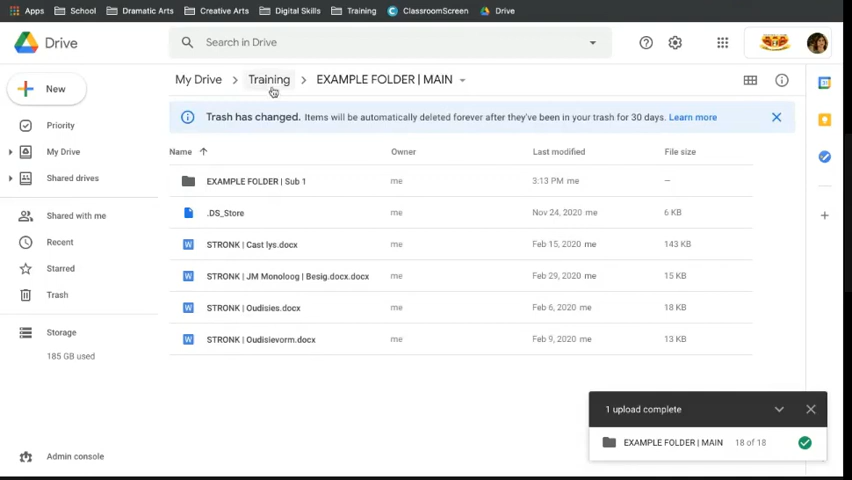 Apps School Dramatic Arts Creative Arts Digital Skills Training ClassroomScreen Drive
Drive Search in Drive
New My Drive Training EXAMPLE FOLDER | MAIN
Trash has changed. Items will be automatically deleted forever after they've been in your trash for 30 days. Learn more
Priority
My Drive Name Owner Last modified File size
Shared drives EXAMPLE FOLDER | Sub 1 me 3:13 PM me –
Shared with me .DS_Store me Nov 24, 2020 me 6 KB
Recent W STRONK | Cast lys.docx me Feb 15, 2020 me 143 KB
Starred W STRONK | JM Monoloog | Besig.docx.docx me Feb 29, 2020 me 15 KB
Trash W STRONK | Oudisies.docx me Feb 6, 2020 me 18 KB
Storage W STRONK | Oudisievorm.docx me Feb 9, 2020 me 13 KB
185 GB used
1 upload complete
EXAMPLE FOLDER | MAIN 18 of 18
Admin console